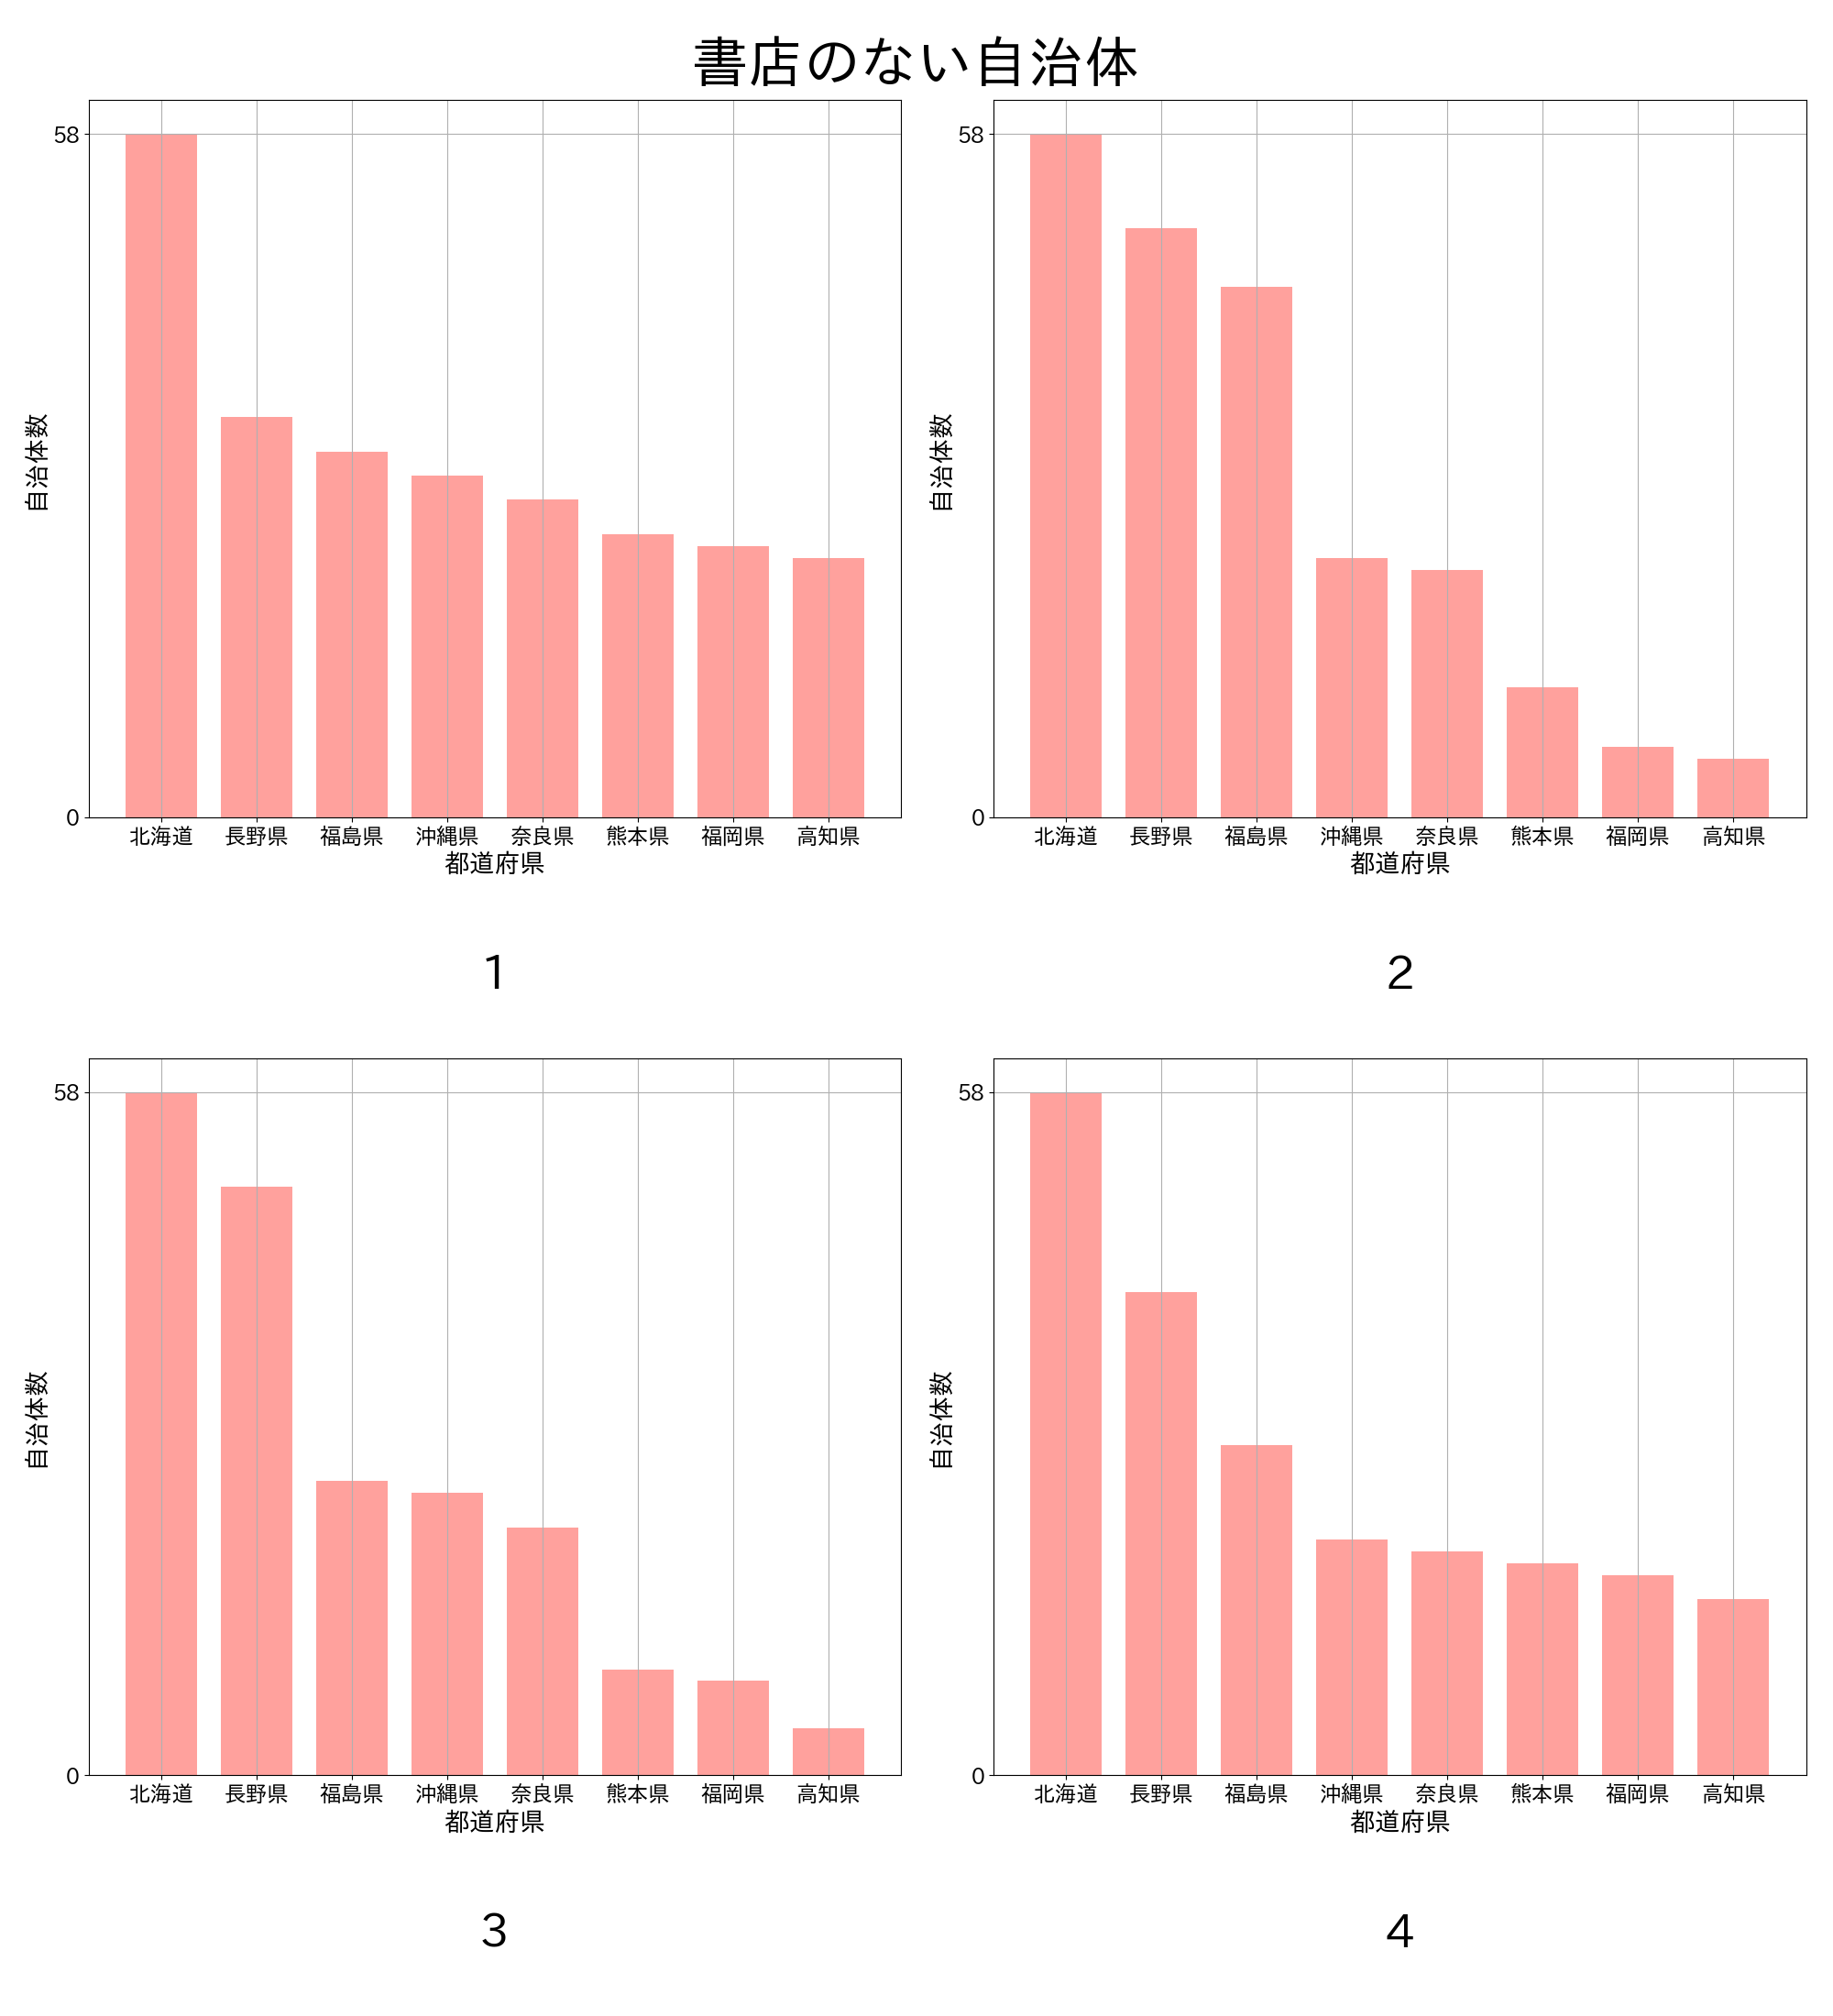 書店のない自治体
58
0
自治体数
北海道 長野県 福島県 沖縄県 奈良県 熊本県 福岡県 高知県
都道府県
1
58
0
自治体数
北海道 長野県 福島県 沖縄県 奈良県 熊本県 福岡県 高知県
都道府県
2
58
0
自治体数
北海道 長野県 福島県 沖縄県 奈良県 熊本県 福岡県 高知県
都道府県
3
58
0
自治体数
北海道 長野県 福島県 沖縄県 奈良県 熊本県 福岡県 高知県
都道府県
4